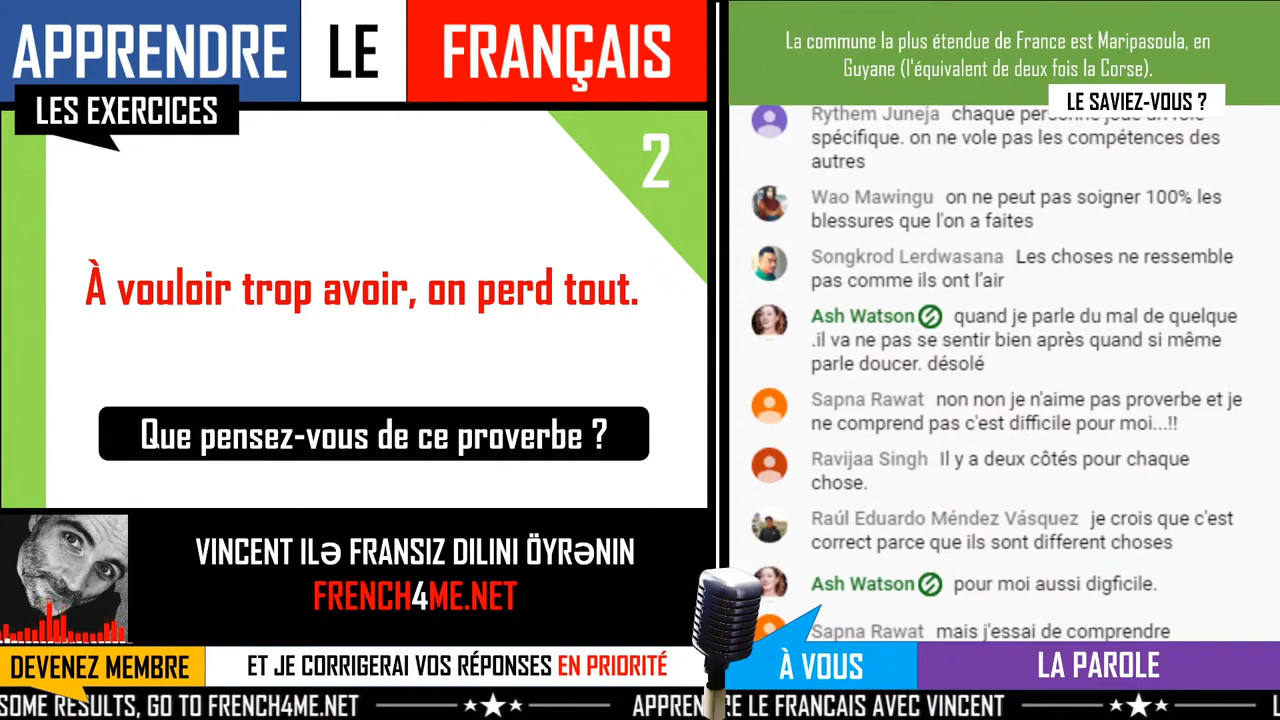 APPRENDRE LE FRANÇAIS
LES EXERCICES
2
À vouloir trop avoir, on perd tout.
Que pensez-vous de ce proverbe ?
VINCENT ILƏ FRANSIZ DILINI ÖYRƏNIN
FRENCH4ME.NET
DEVENEZ MEMBRE
ET JE CORRIGERAI VOS RÉPONSES EN PRIORITÉ
La commune la plus étendue de France est Maripasoula, en
Guyane (l'équivalent de deux fois la Corse).
LE SAVIEZ-VOUS ?
Rythem Juneja chaque personne joue un rôle
spécifique. on ne vole pas les compétences des
autres
Wao Mawingu on ne peut pas soigner 100% les
blessures que l'on a faites
Songkrod Lerdwasana Les choses ne ressemble
pas comme ils ont l'air
Ash Watson quand je parle du mal de quelque
.il va ne pas se sentir bien après quand si même
parle doucer. désolé
Sapna Rawat non non je n'aime pas proverbe et je
ne comprend pas c'est difficile pour moi...!!
Ravijaa Singh Il y a deux côtés pour chaque
chose.
Raúl Eduardo Méndez Vásquez je crois que c'est
correct parce que ils sont different choses
Ash Watson pour moi aussi digficile.
Sapna Rawat mais j'essai de comprendre
À VOUS
LA PAROLE
SOME RESULTS, GO TO FRENCH4ME.NET
APPREN RE LE FRANCAIS AVEC VINCENT